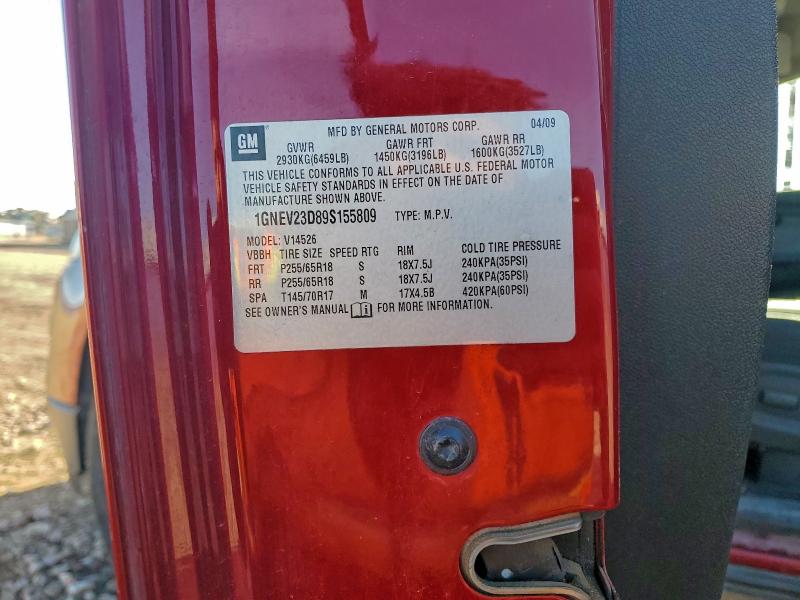 GM
MFD BY GENERAL MOTORS CORP. 04/09
GVWR GAWR FRT GAWR RR
2930KG(6459LB) 1450KG(3196LB) 1600KG(3527LB)
THIS VEHICLE CONFORMS TO ALL APPLICABLE U.S. FEDERAL MOTOR
VEHICLE SAFETY STANDARDS IN EFFECT ON THE DATE OF
MANUFACTURE SHOWN ABOVE.
1GNEV23D89S155809 TYPE: M.P.V.
MODEL: V14526
VBBH TIRE SIZE SPEED RTG RIM COLD TIRE PRESSURE
FRT P255/65R18 S 18X7.5J 240KPA(35PSI)
RR P255/65R18 S 18X7.5J 240KPA(35PSI)
SPA T145/70R17 M 17X4.5B 420KPA(60PSI)
SEE OWNER'S MANUAL i FOR MORE INFORMATION.